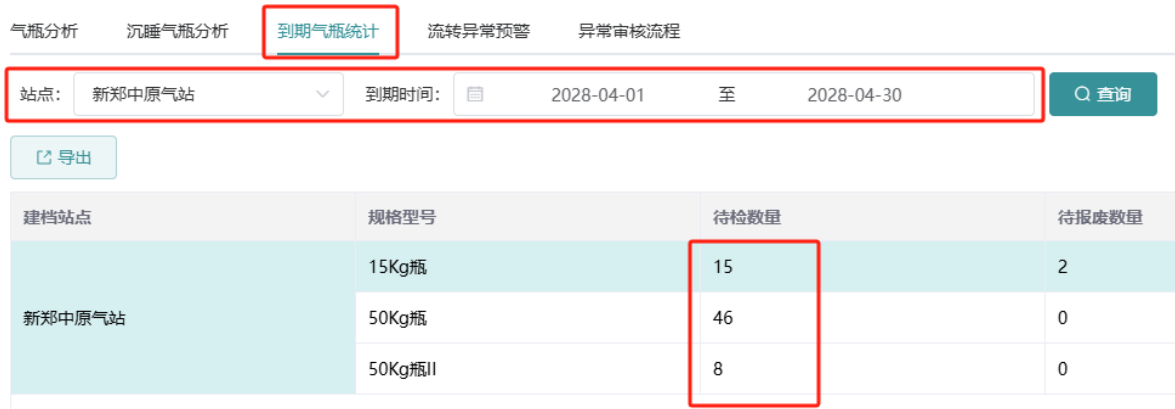 气瓶分析 沉睡气瓶分析 到期气瓶统计 流转异常预警 异常审核流程
站点: 新郑中原气站 到期时间: 2028-04-01 至 2028-04-30 查询
导出
建档站点 规格型号 待检数量 待报废数量
15Kg瓶 15 2
新郑中原气站 50Kg瓶 46 0
50Kg瓶II 8 0